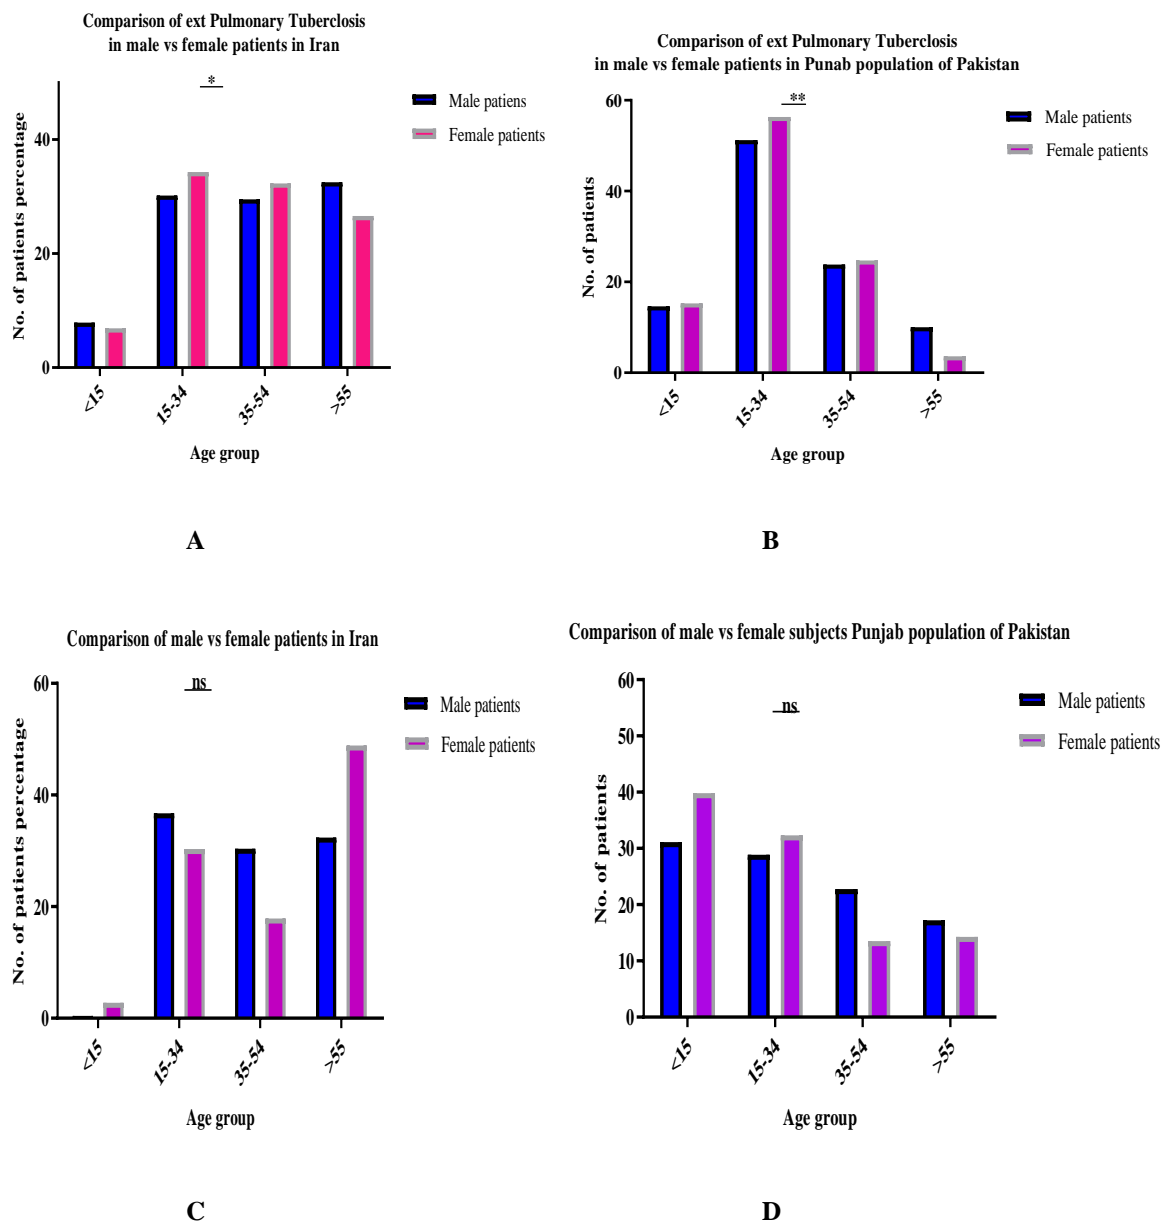 Comparison of ext Pulmonary Tuberclosis
in male vs female patients in Iran
*
Male patiens
Female patients
No. of patients percentage
40
20
0
<15
15-34
35-54
>55
Age group
A
Comparison of ext Pulmonary Tuberclosis
in male vs female patients in Punab population of Pakistan
**
Male patients
Female patients
No. of patients
60
40
20
0
<15
15-34
35-54
>55
Age group
B
Comparison of male vs female patients in Iran
ns
Male patients
Female patients
No. of patients percentage
60
40
20
0
<15
15-34
35-54
>55
Age group
C
Comparison of male vs female subjects Punjab population of Pakistan
ns
Male patients
Female patients
No. of patients
60
50
40
30
20
10
0
<15
15-34
35-54
>55
Age group
D